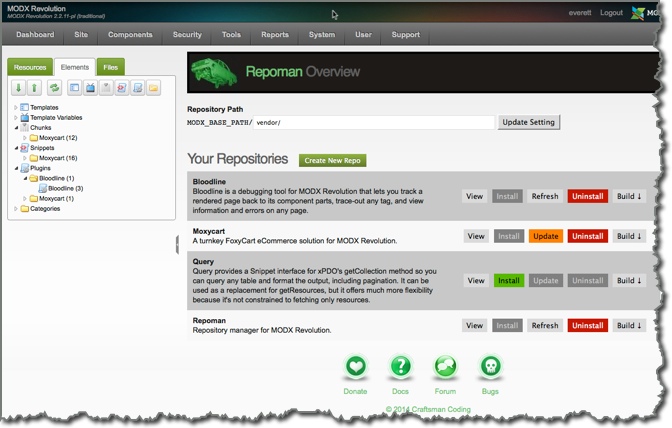 MODX Revolution
MODX Revolution 2.2.11-pl (traditional)
everett Logout
Dashboard Site Components Security Tools Reports System User Support
Resources Elements Files
Templates
Template Variables
Chunks
Moxycart (12)
Snippets
Moxycart (16)
Plugins
Bloodline (1)
Bloodline (3)
Moxycart (1)
Categories
Repoman Overview
Repository Path
MODX_BASE_PATH/ vendor/ Update Setting
Your Repositories Create New Repo
Bloodline
Bloodline is a debugging tool for MODX Revolution that lets you track a
rendered page back to its component parts, trace-out any tag, and view
information and errors on any page.
View Install Refresh Uninstall Build ↓
Moxycart
A turnkey FoxyCart eCommerce solution for MODX Revolution.
View Install Update Uninstall Build ↓
Query
Query provides a Snippet interface for xPDO's getCollection method so you
can query any table and format the output, including pagination. It can be
used as a replacement for getResources, but it offers much more flexibility
because it's not constrained to fetching only resources.
View Install Update Uninstall Build ↓
Repoman
Repository manager for MODX Revolution.
View Install Refresh Uninstall Build ↓
Donate Docs Forum Bugs
© 2014 Craftsman Coding